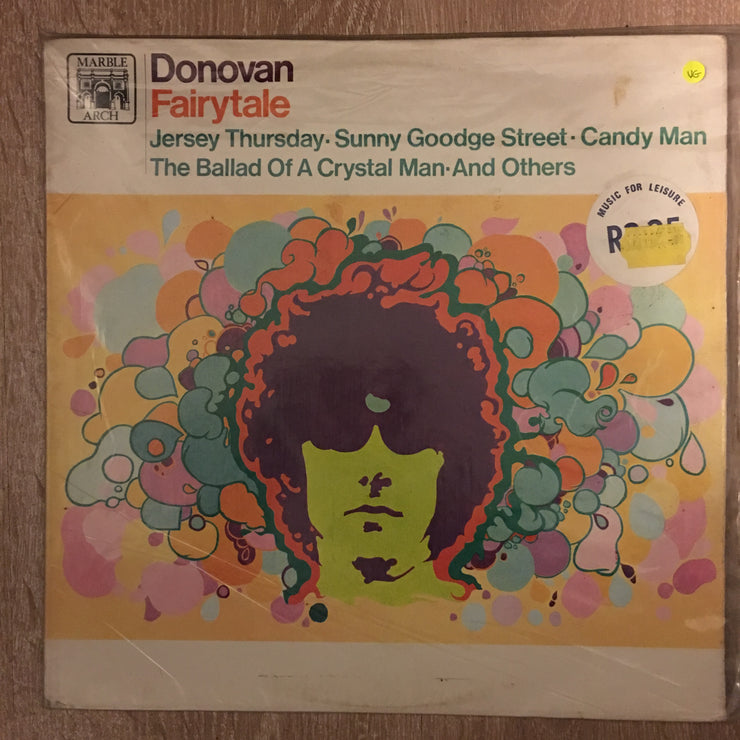 MARBLE
ARCH
Donovan
Fairytale
Jersey Thursday· Sunny Goodge Street· Candy Man
The Ballad Of A Crystal Man·And Others
VG-
MUSIC FOR LEISURE